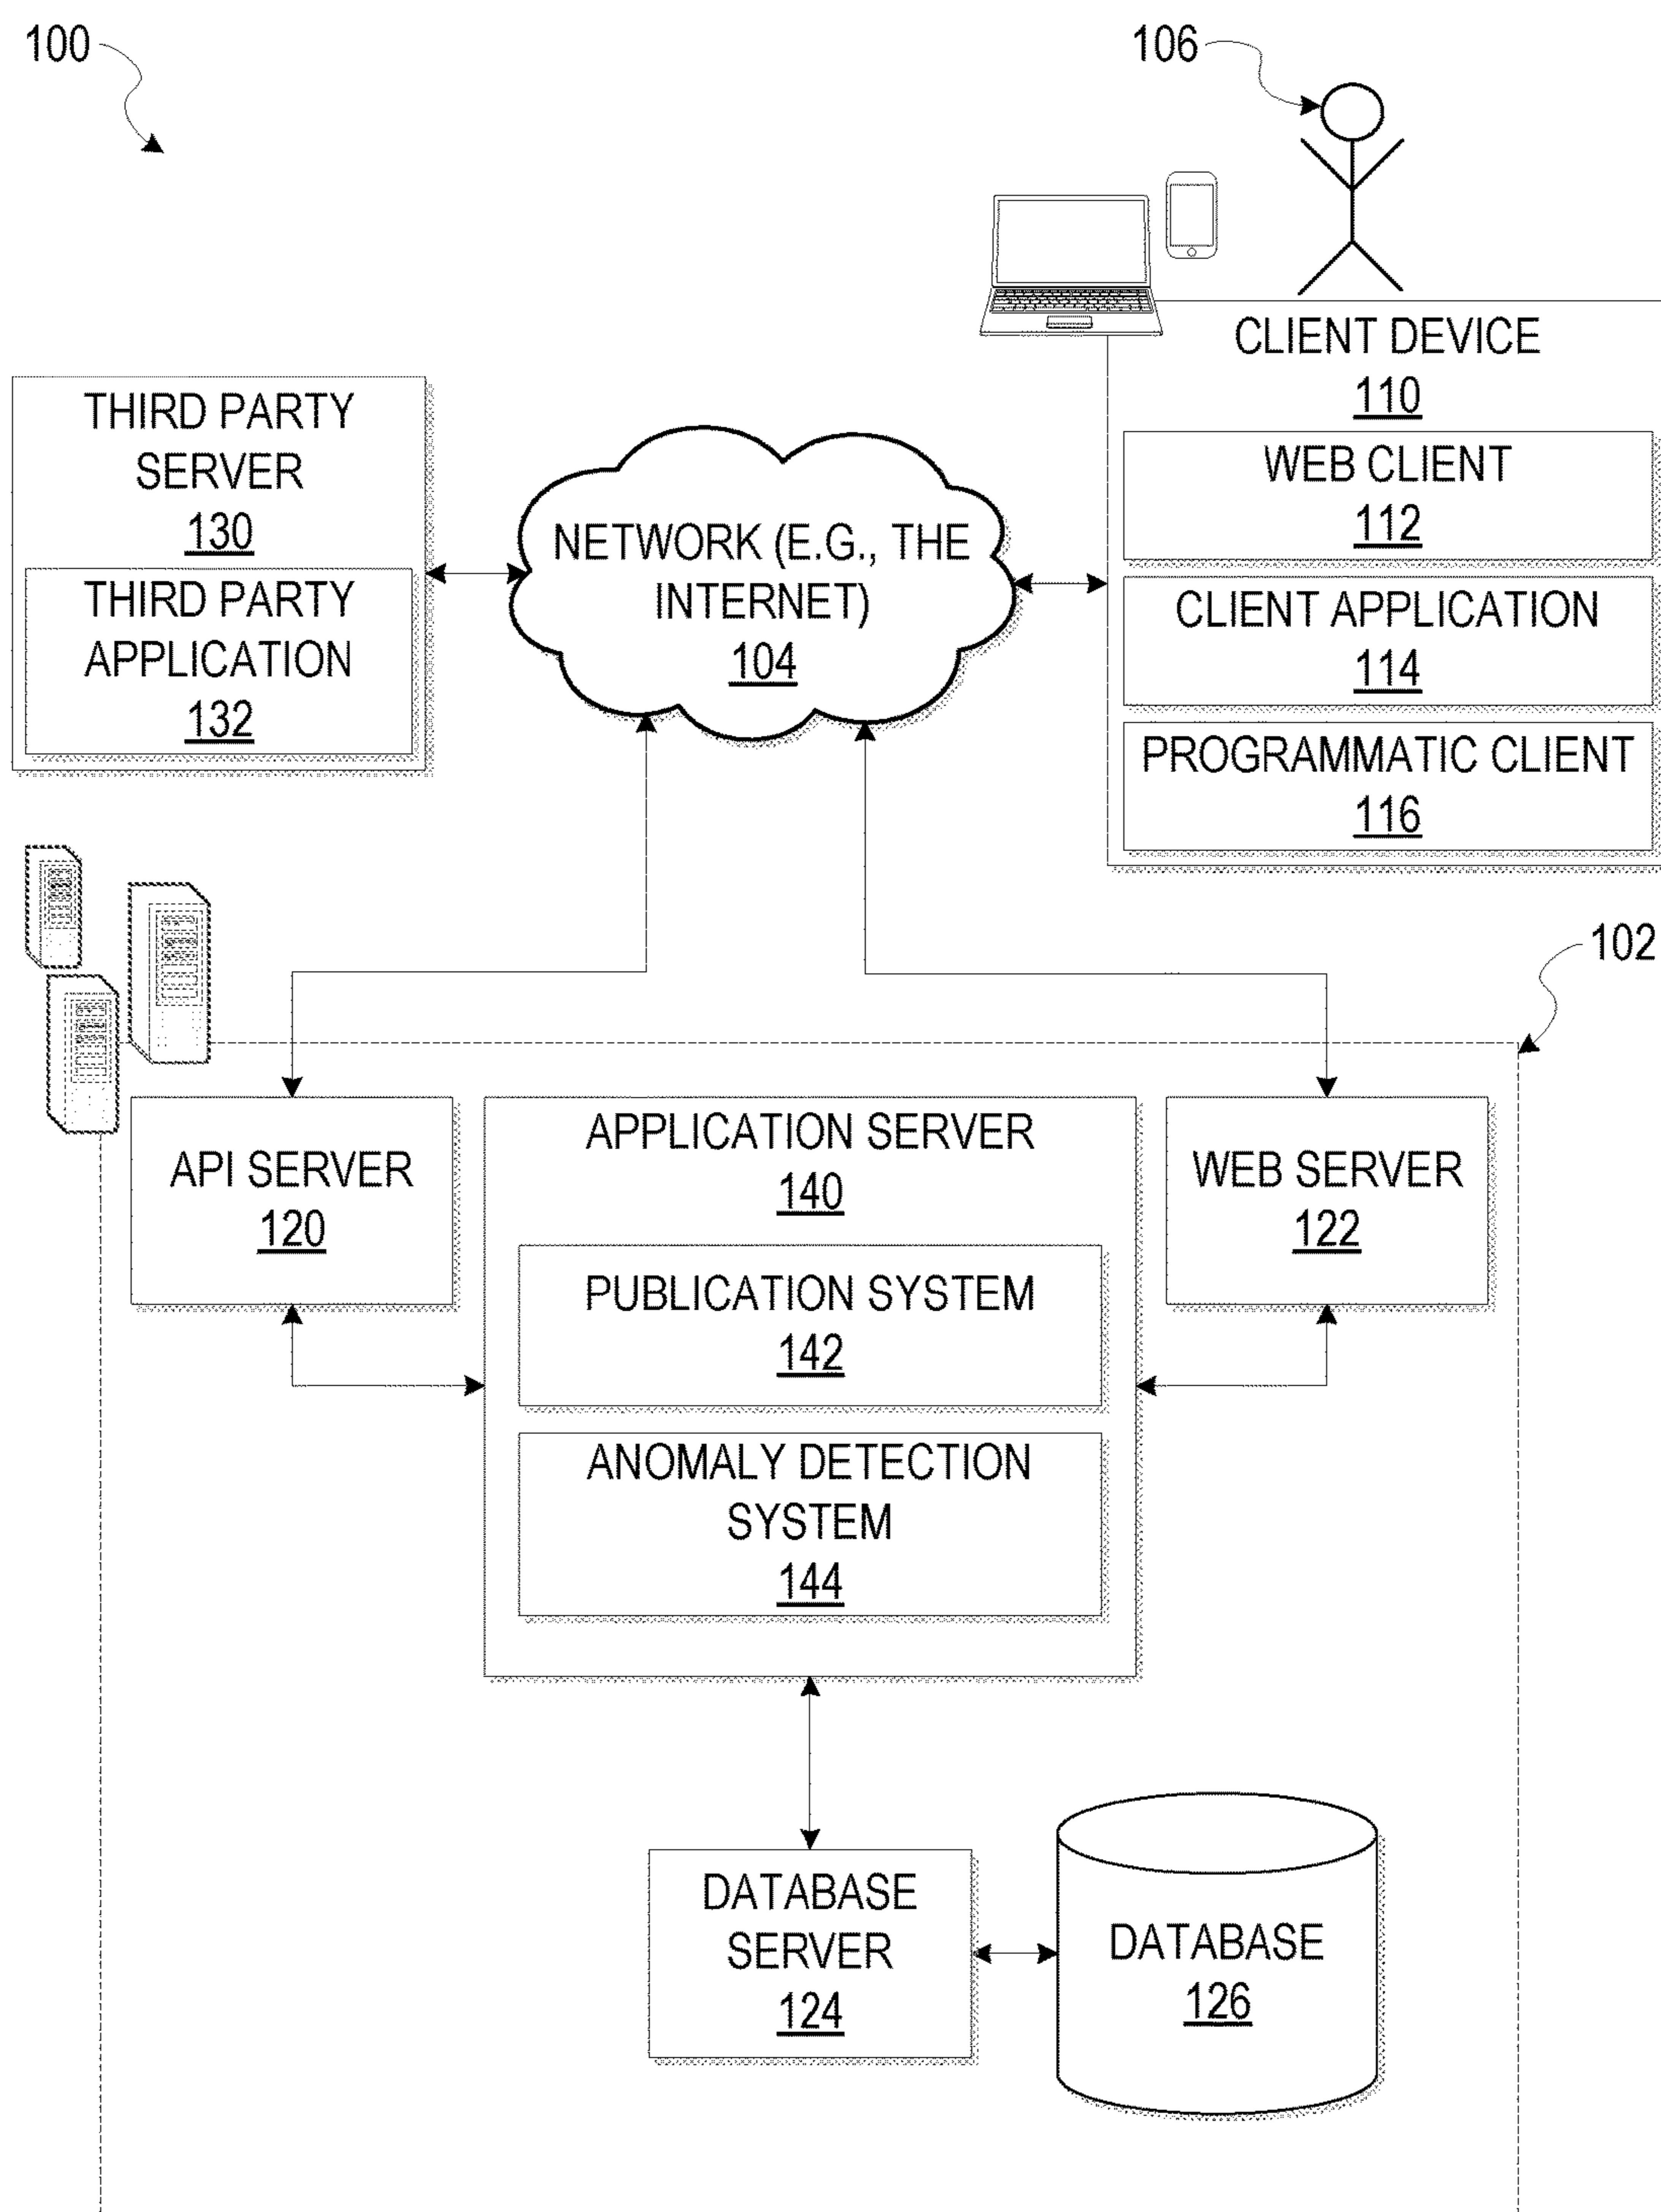 100
106
CLIENT DEVICE
110
WEB CLIENT
112
CLIENT APPLICATION
114
PROGRAMMATIC CLIENT
116
THIRD PARTY
SERVER
130
THIRD PARTY
APPLICATION
132
NETWORK (E.G., THE
INTERNET)
104
102
API SERVER
120
APPLICATION SERVER
140
PUBLICATION SYSTEM
142
ANOMALY DETECTION
SYSTEM
144
WEB SERVER
122
DATABASE
SERVER
124
DATABASE
126